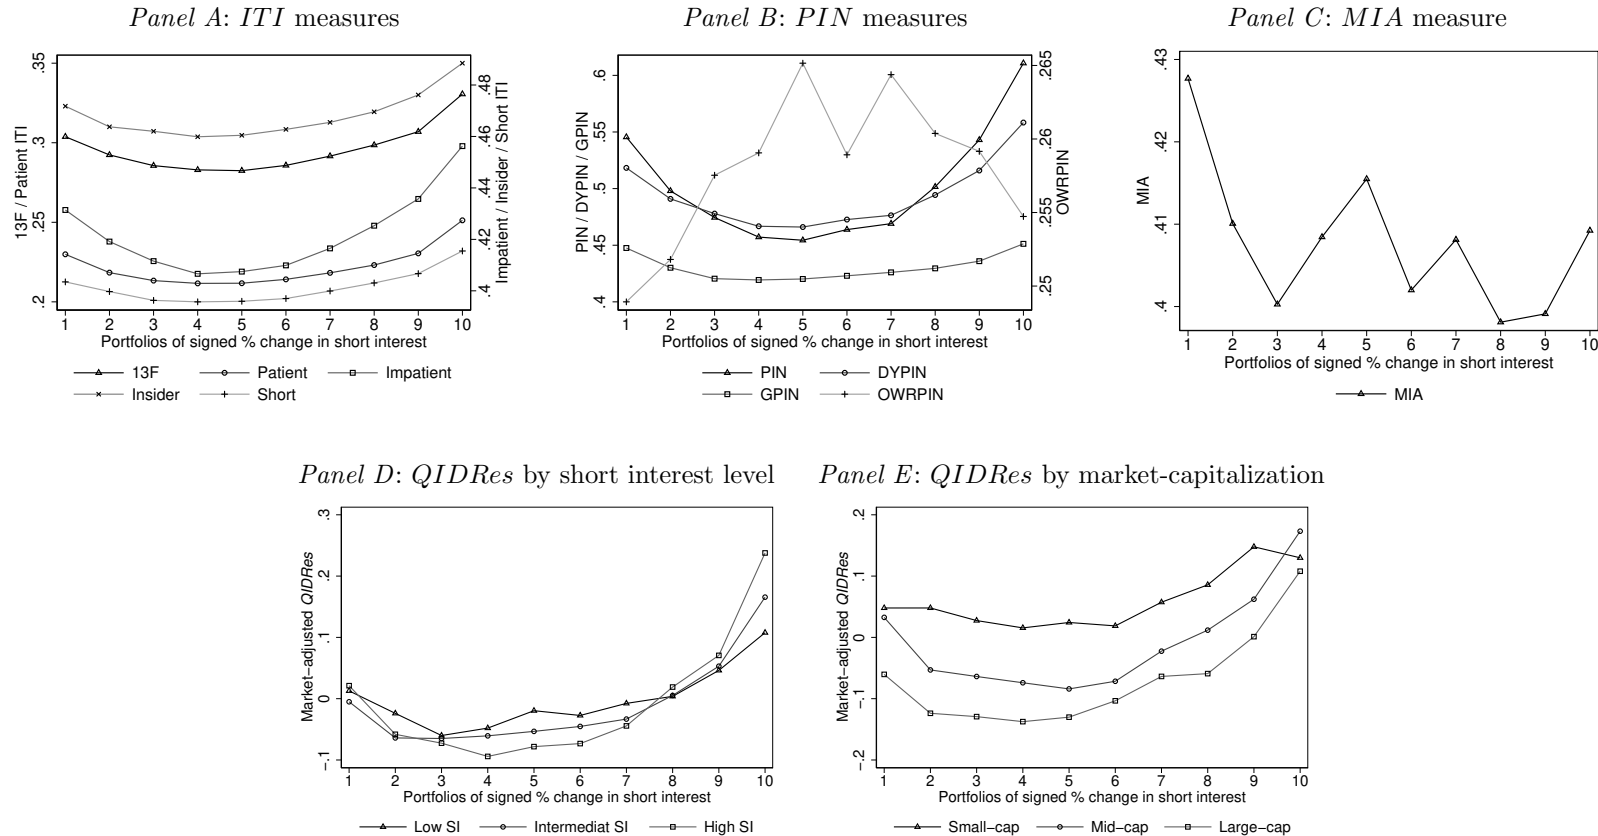 Panel A: ITI measures
.35
.3
.25
.2
13F / Patient ITI
.48
.46
.44
.42
.4
Impatient / Insider / Short ITI
1 2 3 4 5 6 7 8 9 10
Portfolios of signed % change in short interest
13F Patient Impatient
Insider Short
Panel B: PIN measures
.6
.55
.5
.45
.4
PIN / DYPIN / GPIN
.265
.26
.255
.25
OWRPIN
1 2 3 4 5 6 7 8 9 10
Portfolios of signed % change in short interest
PIN DYPIN
GPIN OWRPIN
Panel C: MIA measure
.43
.42
.41
.4
MIA
1 2 3 4 5 6 7 8 9 10
Portfolios of signed % change in short interest
MIA
Panel D: QIDRes by short interest level
.3
.2
.1
0
−.1
Market−adjusted QIDRes
1 2 3 4 5 6 7 8 9 10
Portfolios of signed % change in short interest
Low SI Intermediat SI High SI
Panel E: QIDRes by market-capitalization
.2
.1
0
−.1
−.2
Market−adjusted QIDRes
1 2 3 4 5 6 7 8 9 10
Portfolios of signed % change in short interest
Small−cap Mid−cap Large−cap